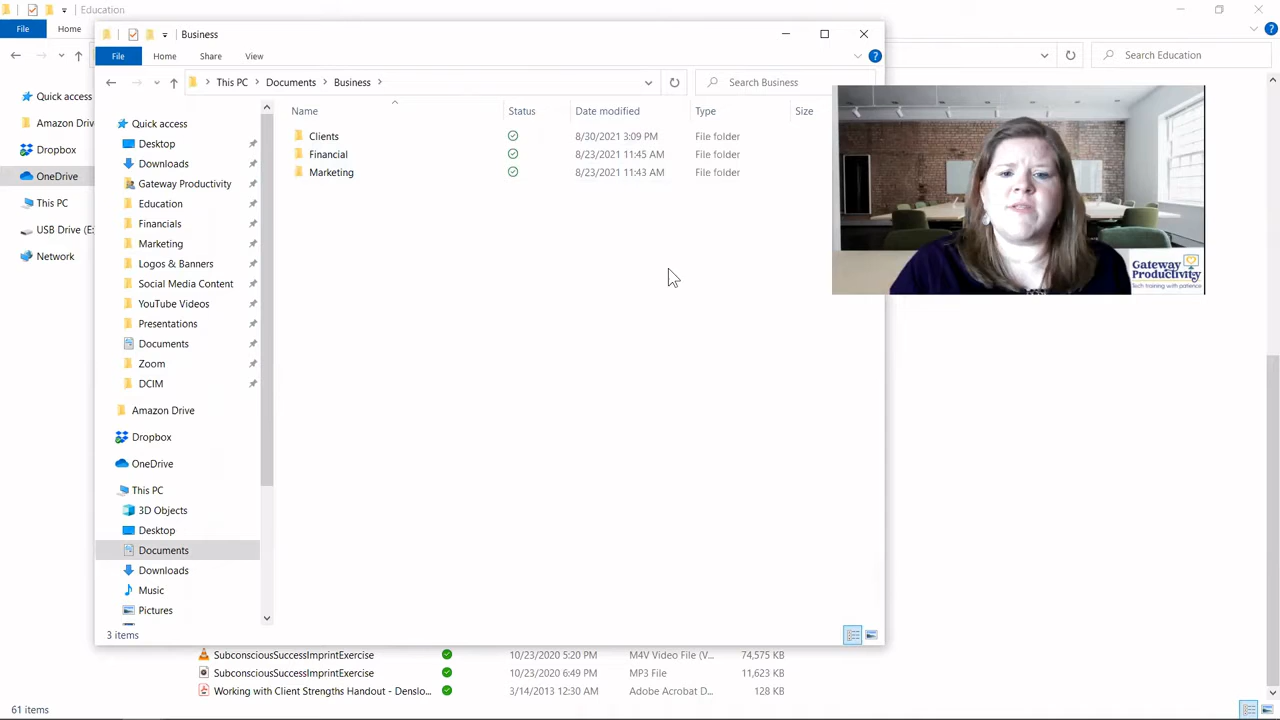 Education
File
Home
Search Education
Quick access
Amazon Driv
Dropbox
OneDrive
This PC
USB Drive (E
Network
Business
File
Home
Share
View
This PC
Documents
Business
Search Business
Name
Status
Date modified
Type
Size
Clients
8/30/2021 3:09 PM
File folder
Financial
8/23/2021 11:45 AM
File folder
Marketing
8/23/2021 11:43 AM
File folder
Quick access
Desktop
Downloads
Gateway Productivity
Education
Financials
Marketing
Logos & Banners
Social Media Content
YouTube Videos
Presentations
Documents
Zoom
DCIM
Amazon Drive
Dropbox
OneDrive
This PC
3D Objects
Desktop
Documents
Downloads
Music
Pictures
3 items
Gateway
Productivity
Tech training with patience
SubconsciousSuccessImprintExercise
10/23/2020 5:20 PM
M4V Video File (V...
74,575 KB
SubconsciousSuccessImprintExercise
10/23/2020 6:49 PM
MP3 File
11,623 KB
Working with Client Strengths Handout - Denslo...
3/14/2013 12:30 AM
Adobe Acrobat D...
128 KB
61 items